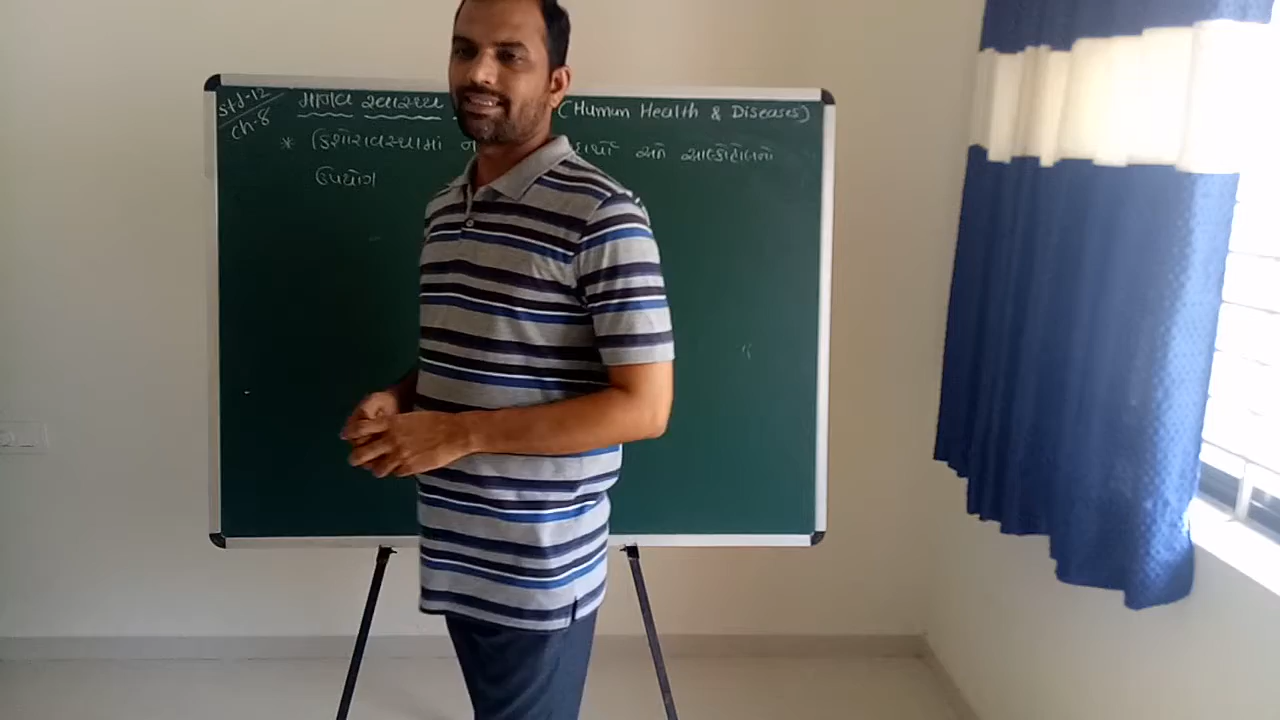 Std-12
Ch-8
માનવ સ્વાસ્થ્ય (Human Health & Diseases)
* કિશોરાવસ્થામાં અને આલ્કોહોલનો
ઉપયોગ